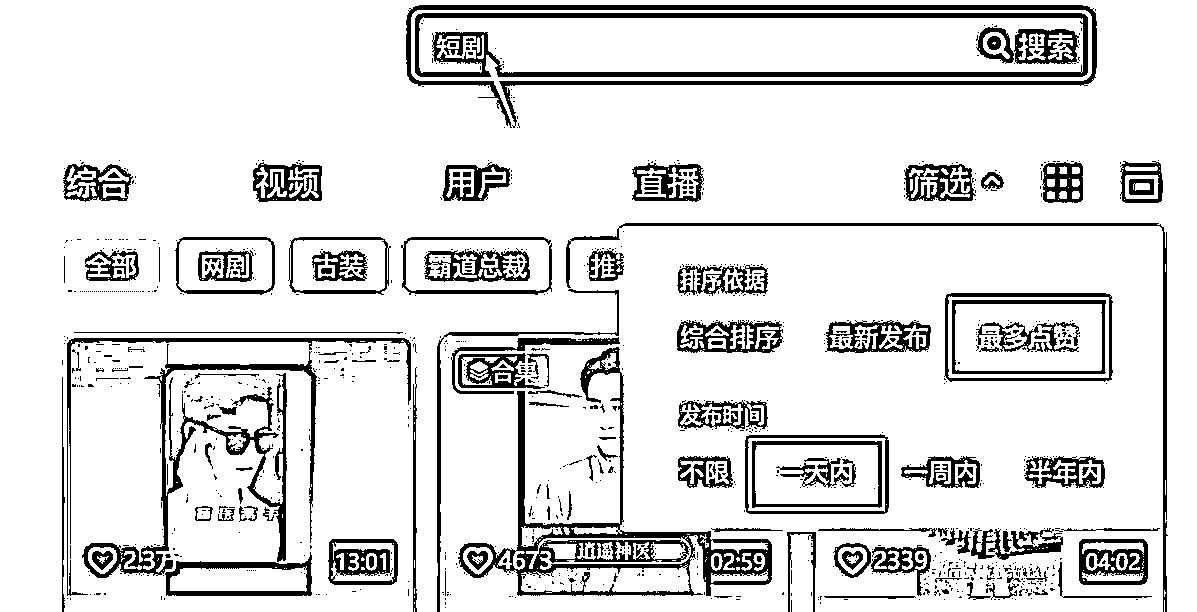 短剧 搜索
综合 视频 用户 直播 筛选
全部 网剧 古装 霸道总裁 推
排序依据
综合排序 最新发布 最多点赞
合集
发布时间
不限 一天内 一周内 半年内
2.3万 13:01
4673 逍遥神医 02:59
2339 04:02